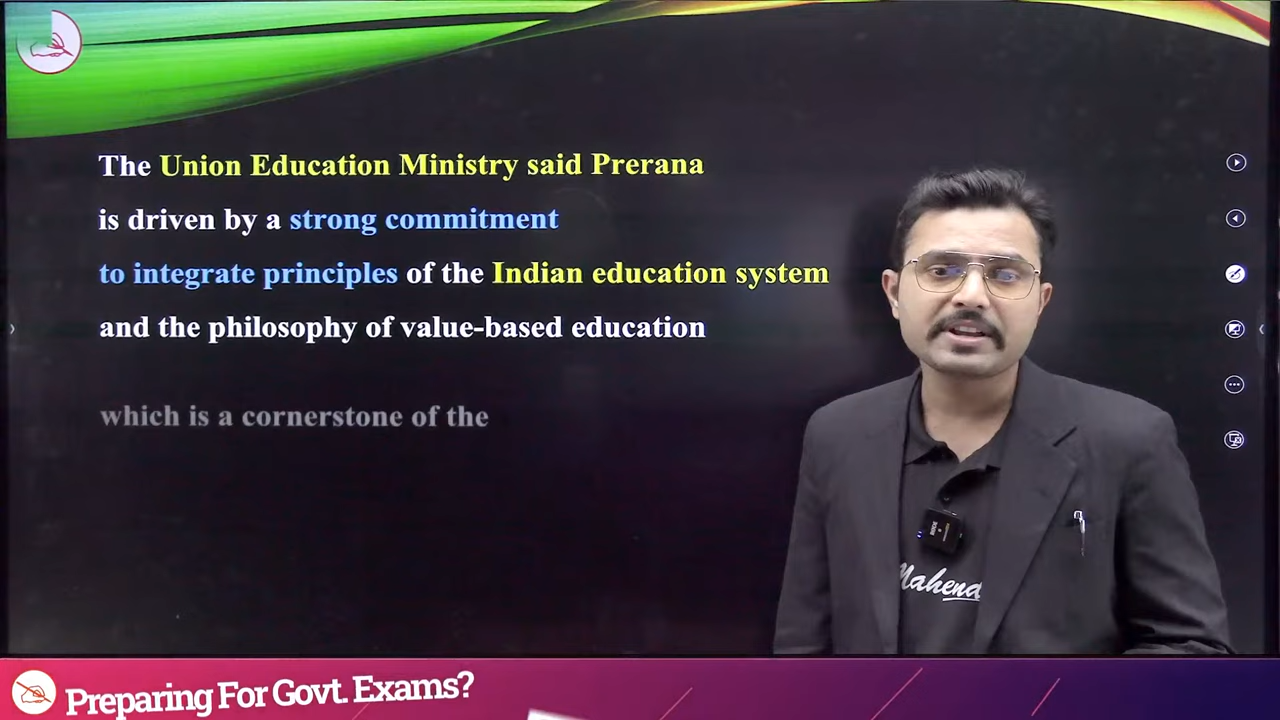 The Union Education Ministry said Prerana
is driven by a strong commitment
to integrate principles of the Indian education system
and the philosophy of value-based education
which is a cornerstone of the
Mahend
Preparing For Govt. Exams?